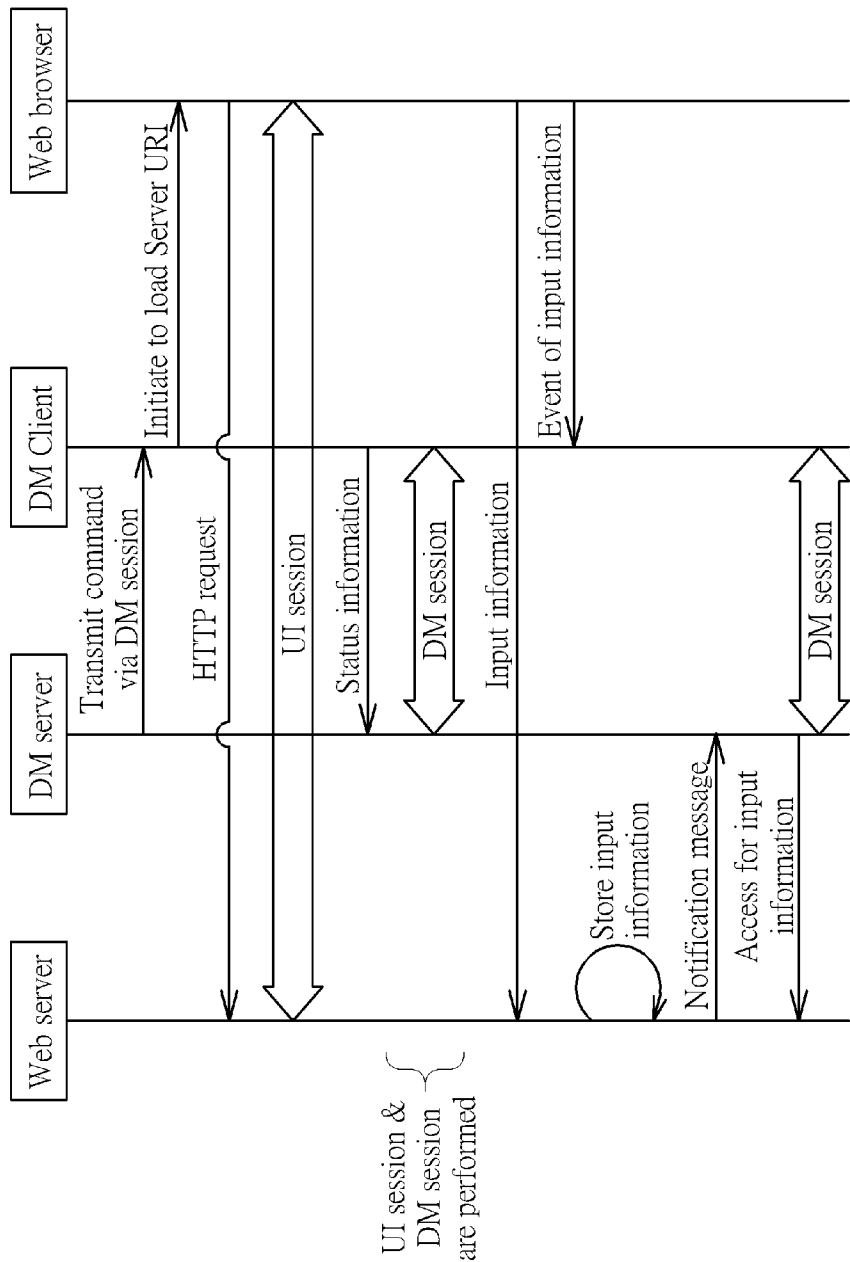 Web server
DM server
DM Client
Web browser
Transmit command
via DM session
Initiate to load Server URI
HTTP request
UI session
Status information
UI session &
DM session
are performed
DM session
Input information
Event of input information
Store input
information
Notification message
Access for input
information
DM session